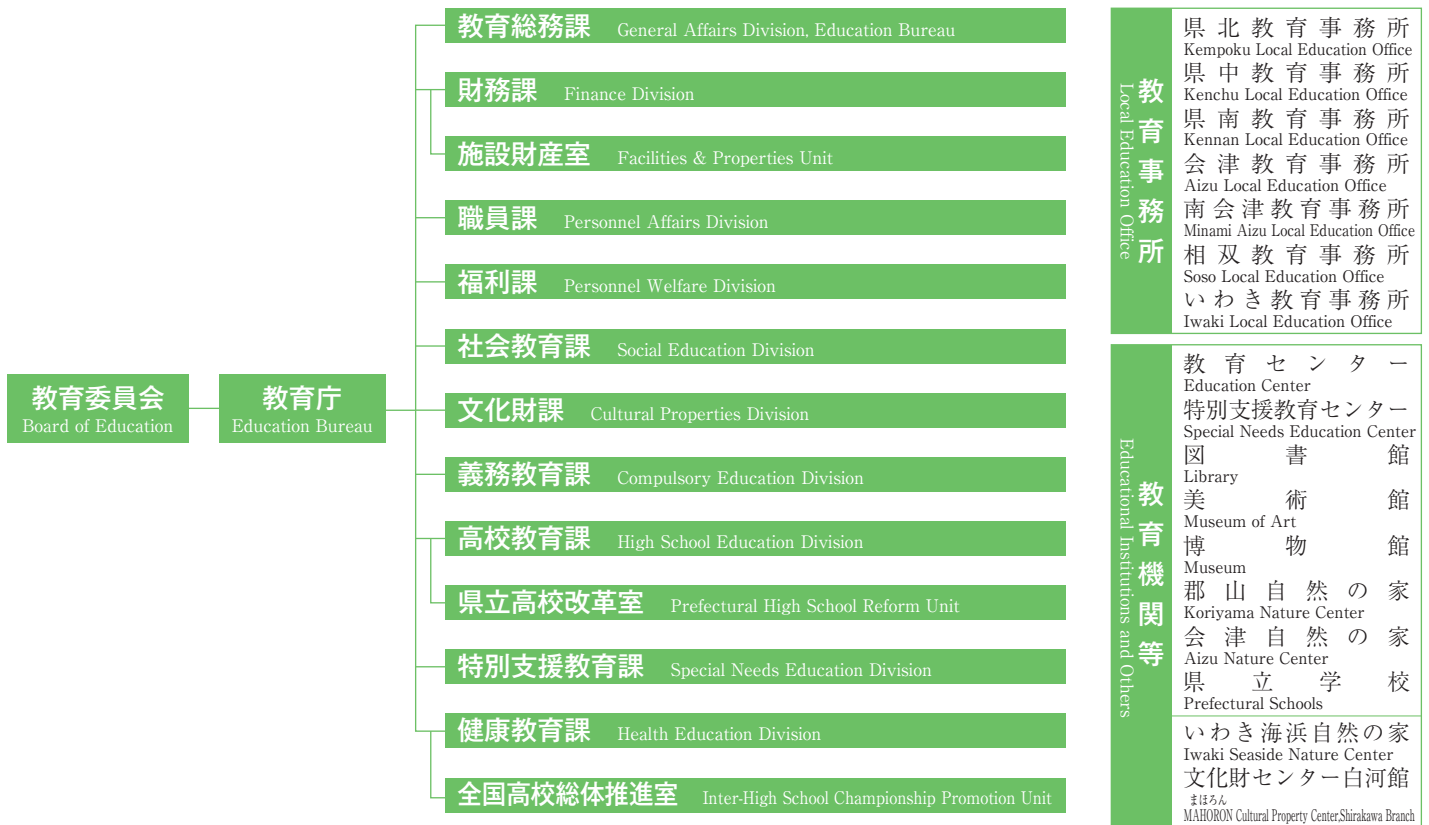 教育委員会
Board of Education
教育庁
Education Bureau
教育総務課 General Affairs Division, Education Bureau
財務課 Finance Division
施設財産室 Facilities & Properties Unit
職員課 Personnel Affairs Division
福利課 Personnel Welfare Division
社会教育課 Social Education Division
文化財課 Cultural Properties Division
義務教育課 Compulsory Education Division
高校教育課 High School Education Division
県立高校改革室 Prefectural High School Reform Unit
特別支援教育課 Special Needs Education Division
健康教育課 Health Education Division
全国高校総体推進室 Inter-High School Championship Promotion Unit
教育事務所
Local Education Office
県北教育事務所
Kempoku Local Education Office
県中教育事務所
Kenchu Local Education Office
県南教育事務所
Kennan Local Education Office
会津教育事務所
Aizu Local Education Office
南会津教育事務所
Minami Aizu Local Education Office
相双教育事務所
Soso Local Education Office
いわき教育事務所
Iwaki Local Education Office
教育機関等
Educational Institutions and Others
教育センター
Education Center
特別支援教育センター
Special Needs Education Center
図書館
Library
美術館
Museum of Art
博物館
Museum
郡山自然の家
Koriyama Nature Center
会津自然の家
Aizu Nature Center
県立学校
Prefectural Schools
いわき海浜自然の家
Iwaki Seaside Nature Center
文化財センター白河館
まほろん
MAHORON Cultural Property Center,Shirakawa Branch